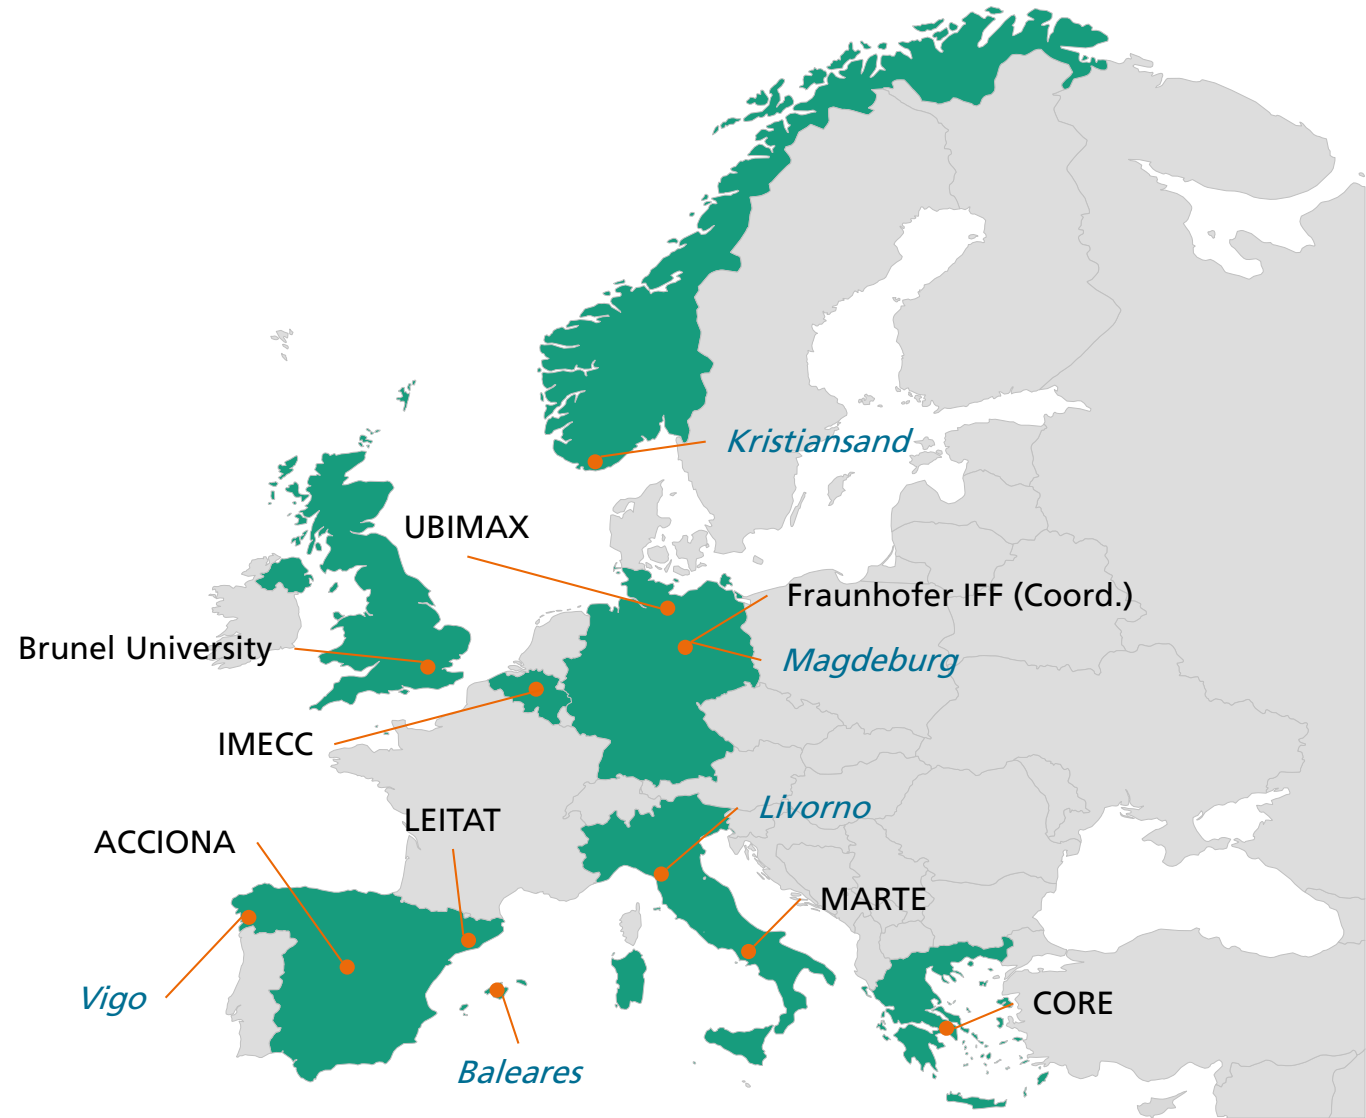 Kristiansand
UBIMAX
Fraunhofer IFF (Coord.)
Brunel University
Magdeburg
IMECC
Livorno
LEITAT
ACCIONA
MARTE
Vigo
CORE
Baleares